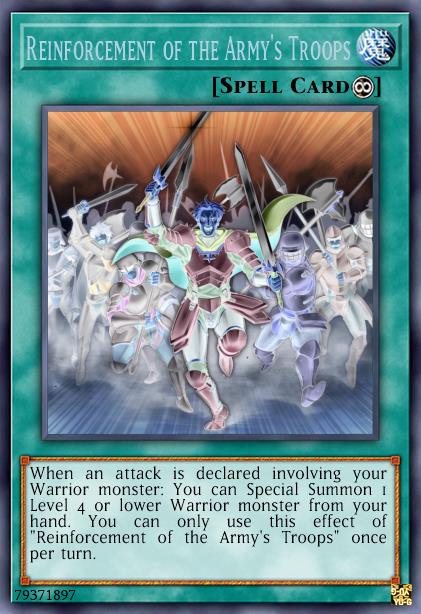 Reinforcement of the Army's Troops
[Spell Card]
When an attack is declared involving your
Warrior monster: You can Special Summon 1
Level 4 or lower Warrior monster from your
hand. You can only use this effect of
"Reinforcement of the Army's Troops" once
per turn.
79371897